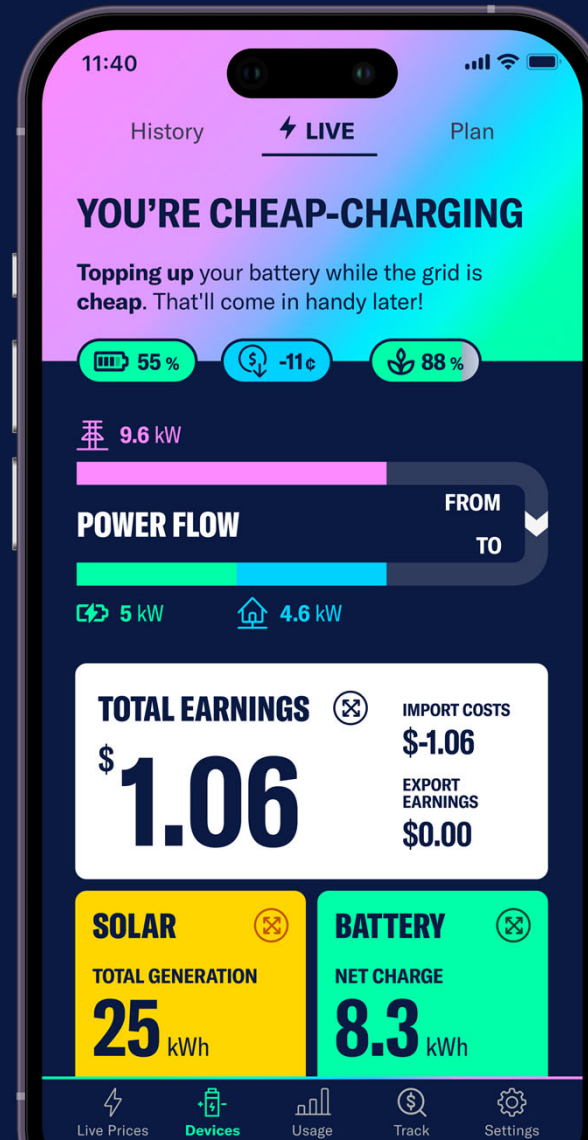 11:40
History
LIVE
Plan
YOU'RE CHEAP-CHARGING
Topping up your battery while the grid is
cheap. That'll come in handy later!
55 %
-11¢
88 %
9.6 kW
POWER FLOW
FROM
TO
5 kW
4.6 kW
TOTAL EARNINGS
$1.06
IMPORT COSTS
$-1.06
EXPORT
EARNINGS
$0.00
SOLAR
TOTAL GENERATION
25 kWh
BATTERY
NET CHARGE
8.3 kWh
Live Prices
Devices
Usage
Track
Settings